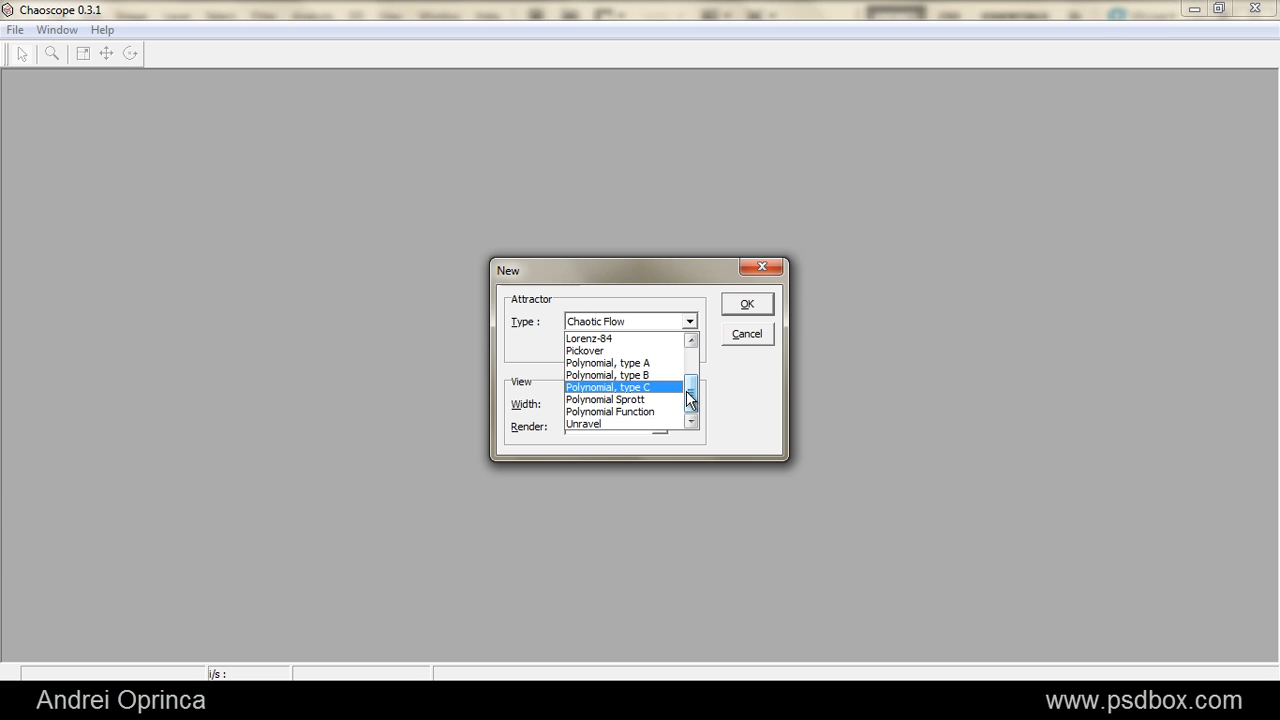 Chaoscope 0.3.1
File Window Help
New
Attractor
Type : Chaotic Flow
OK
Cancel
Lorenz-84
Pickover
Polynomial, type A
Polynomial, type B
Polynomial, type C
Polynomial Sprott
Polynomial Function
Unravel
View
Width:
Render:
i/s :
Andrei Oprinca
www.psdbox.com